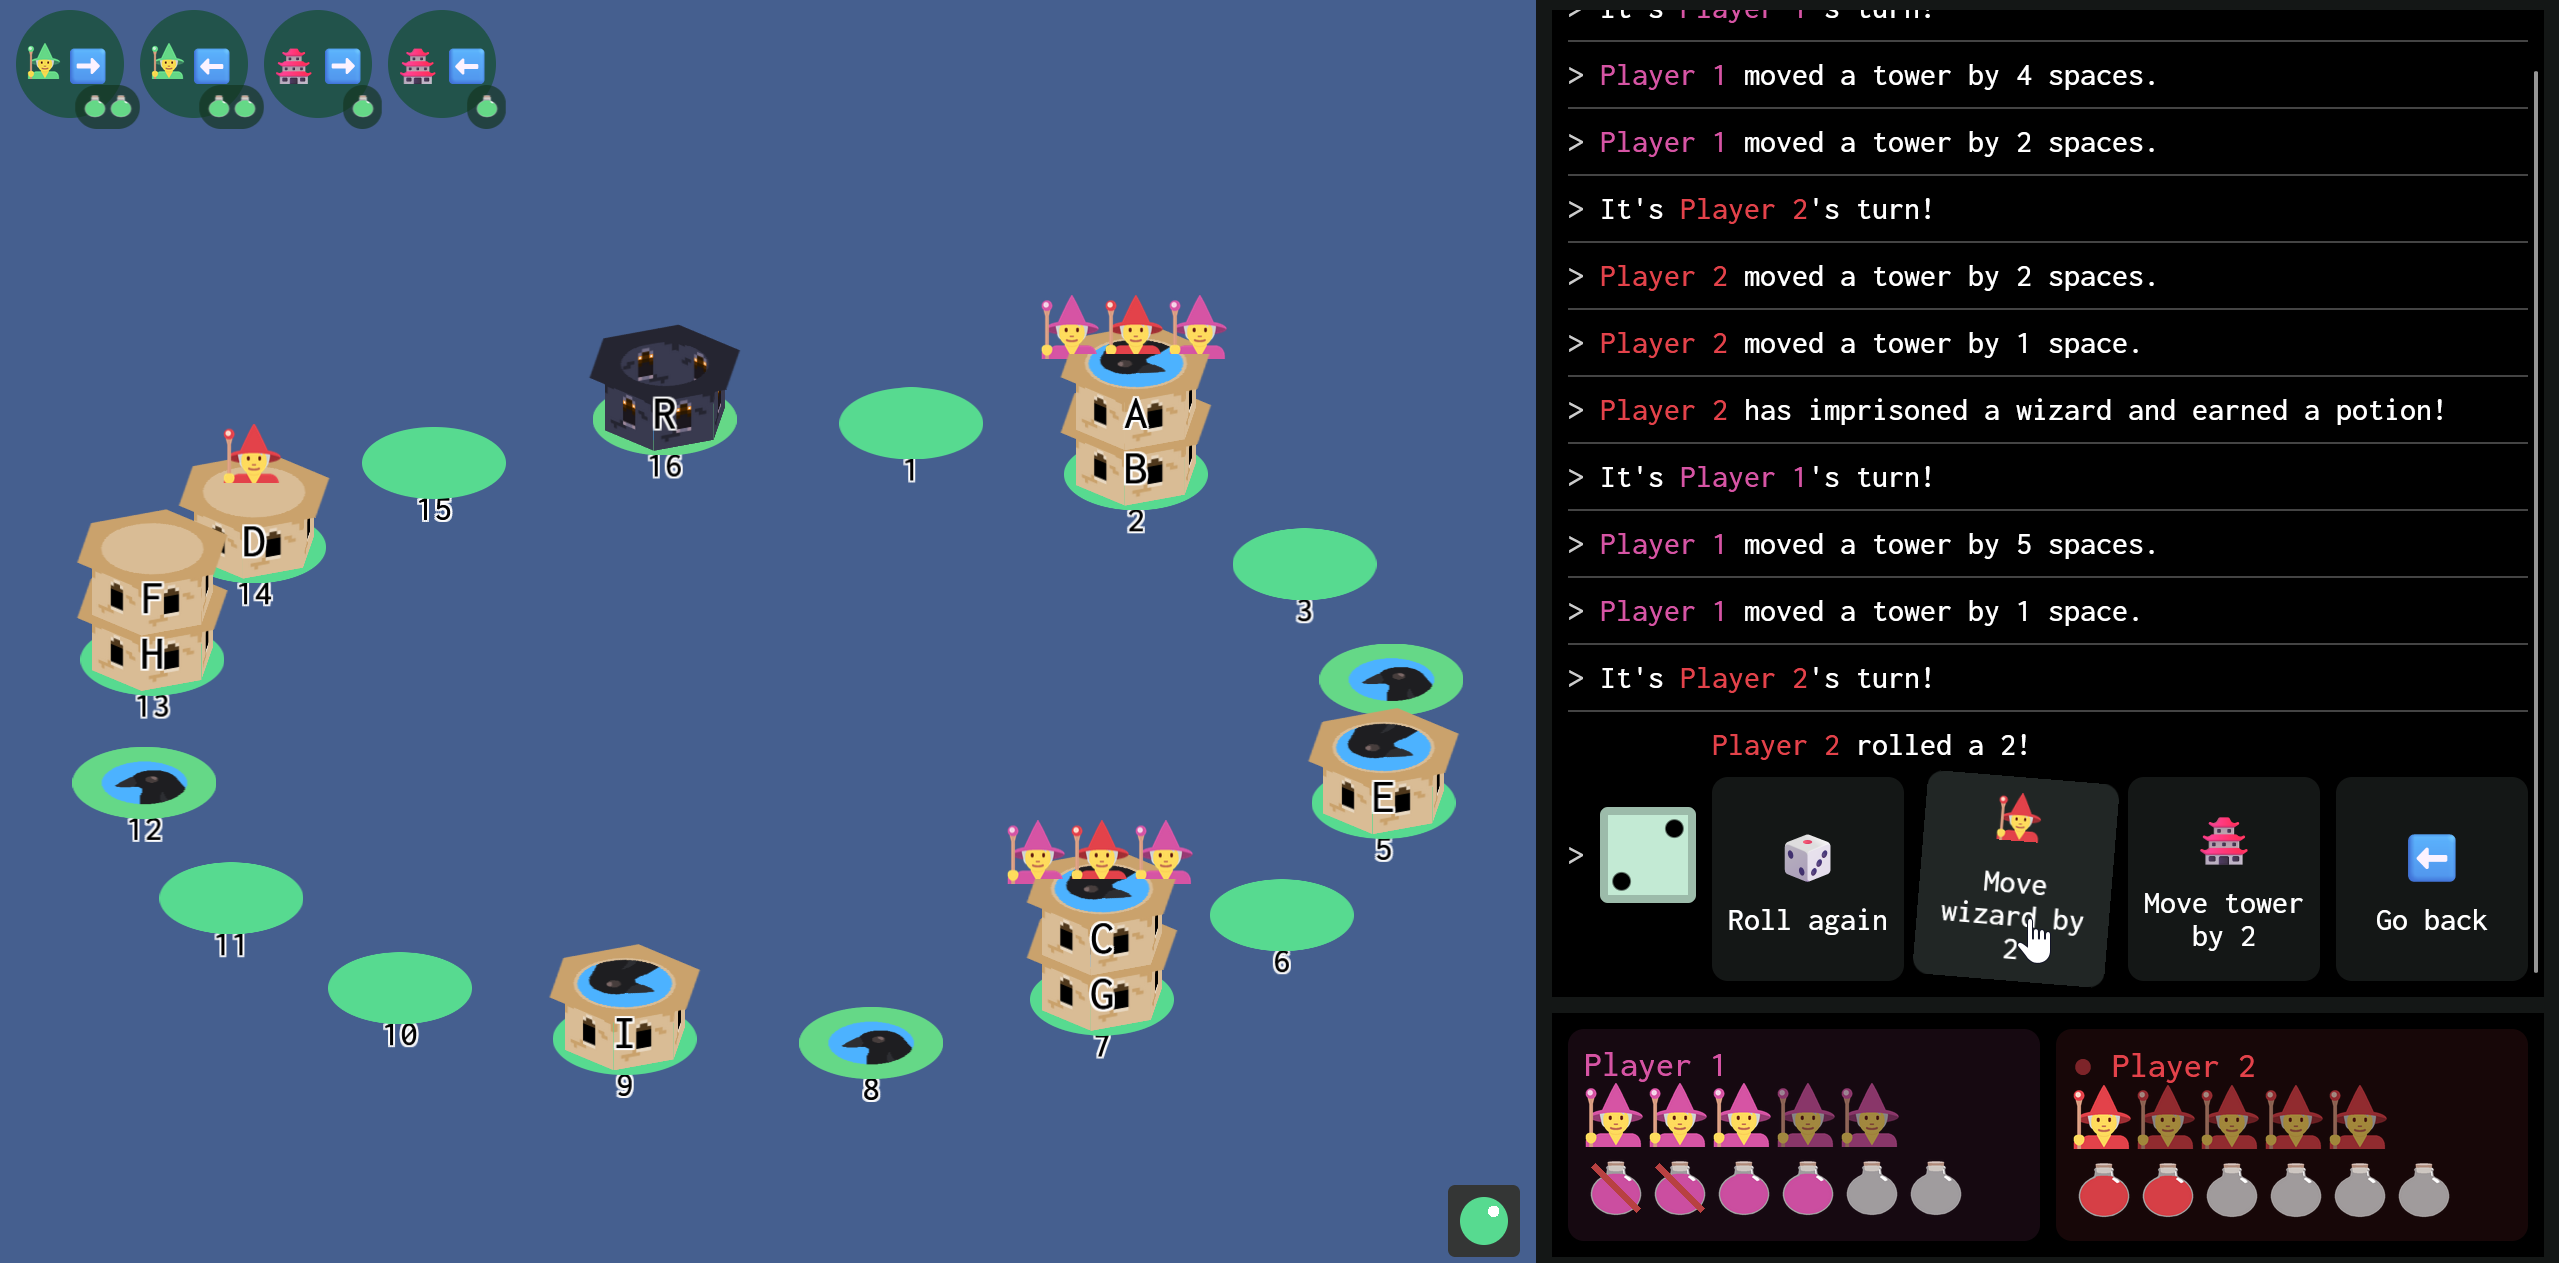 R
16
1
A
B
2
15
D
14
3
F
H
13
E
5
12
C
G
7
6
11
I
9
8
10
> It's Player 1's turn!
> Player 1 moved a tower by 4 spaces.
> Player 1 moved a tower by 2 spaces.
> It's Player 2's turn!
> Player 2 moved a tower by 2 spaces.
> Player 2 moved a tower by 1 space.
> Player 2 has imprisoned a wizard and earned a potion!
> It's Player 1's turn!
> Player 1 moved a tower by 5 spaces.
> Player 1 moved a tower by 1 space.
> It's Player 2's turn!
Player 2 rolled a 2!
>
Roll again
Move
wizard by
2
Move tower
by 2
Go back
Player 1
Player 2